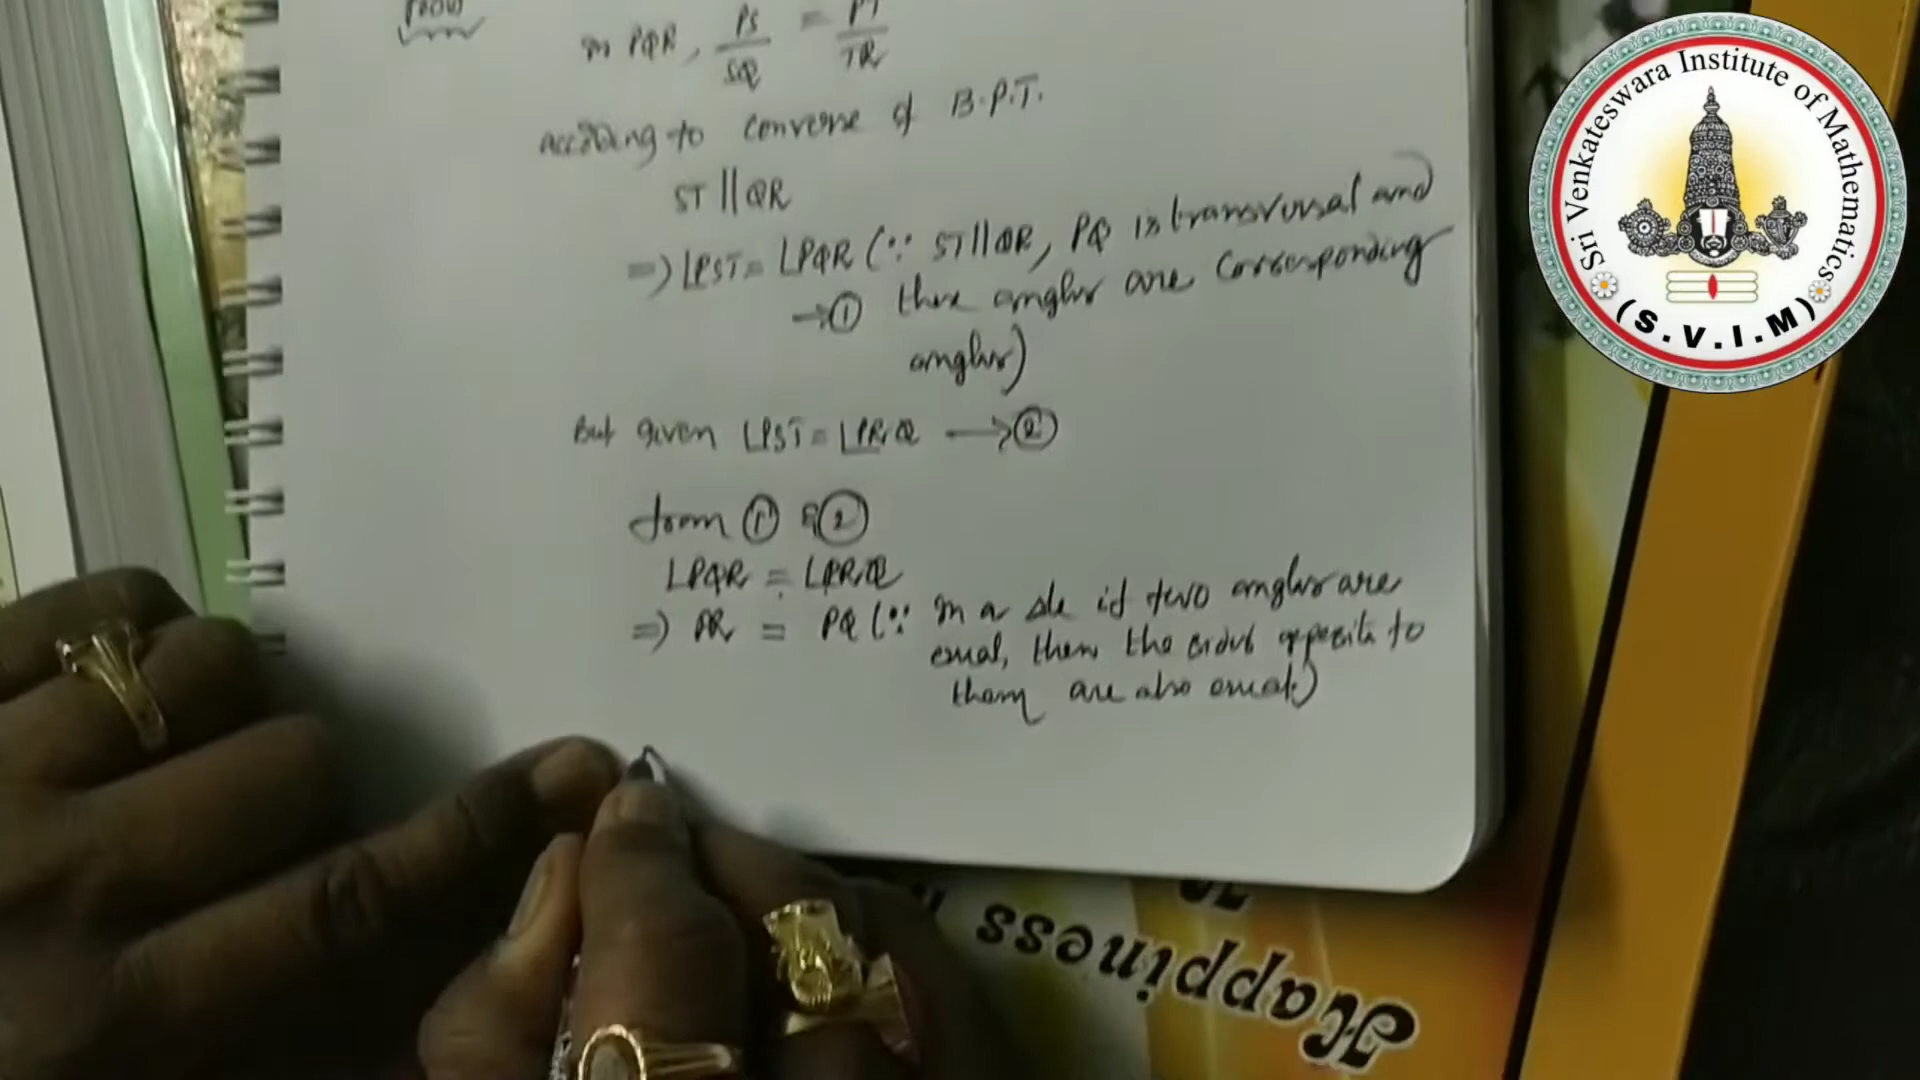 Proof
In PQR, PS/SQ = PT/TR
according to converse of B.P.T.
ST||QR
=> ∠PST = ∠PQR (∵ ST||QR, PQ is transversal and
→① these angles are corresponding
angles)
But given ∠PST = ∠PRQ → ②
from ① & ②
∠PQR = ∠PRQ
=> PR = PQ (∵ In a △le if two angles are
equal, then the sides opposite to
them are also equal.)
Sri Venkateswara Institute of Mathematics
(S.V.I.M)
Happiness